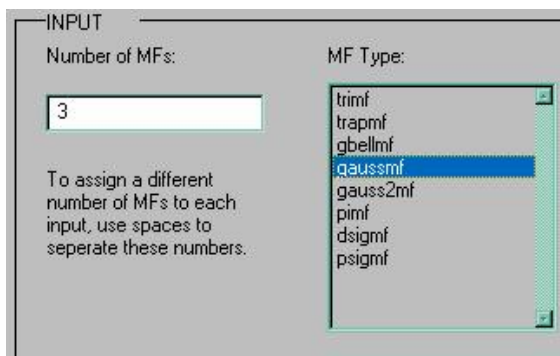 INPUT
Number of MFs:
3
To assign a different
number of MFs to each
input, use spaces to
seperate these numbers.
MF Type:
trimf
trapmf
gbellmf
gaussmf
gauss2mf
pimf
dsigmf
psigmf